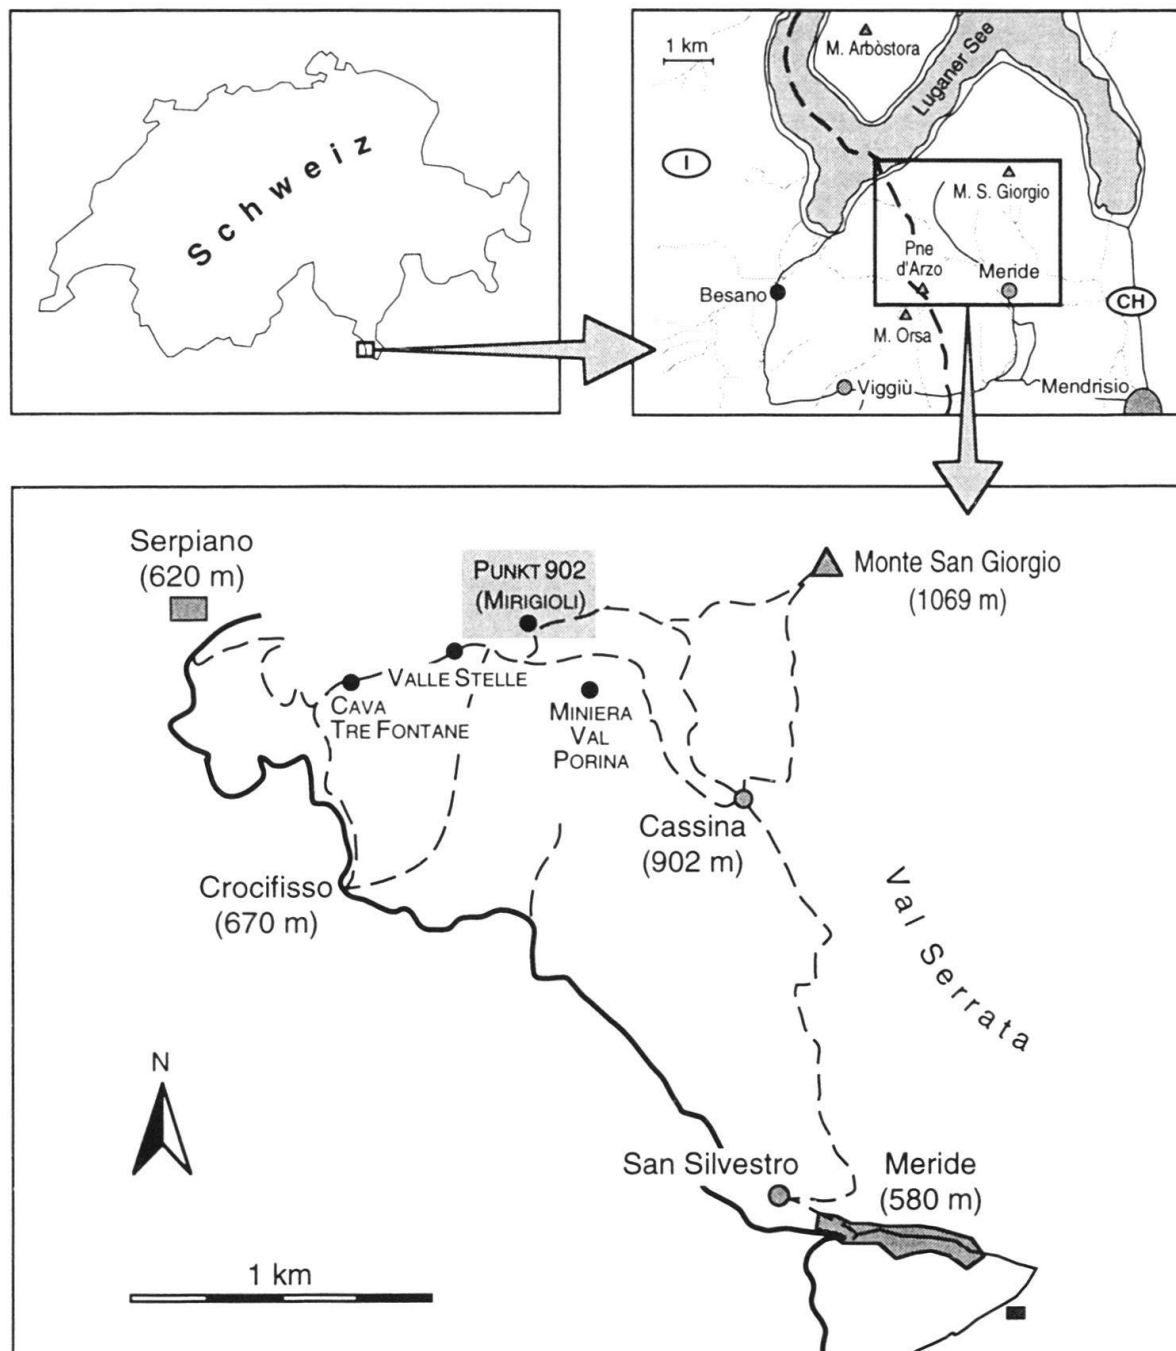 Schweiz
1 km
M. Arbòstora
Luganer See
I
M. S. Giorgio
Pne
d'Arzo
Meride
Besano
CH
M. Orsa
Viggiù
Mendrisio
Serpiano
(620 m)
PUNKT 902
(MIRIGIOLI)
Monte San Giorgio
(1069 m)
VALLE STELLE
CAVA
TRE FONTANE
MINIERA
VAL
PORINA
Cassina
(902 m)
Crocifisso
(670 m)
Val Serrata
N
San Silvestro
Meride
(580 m)
1 km